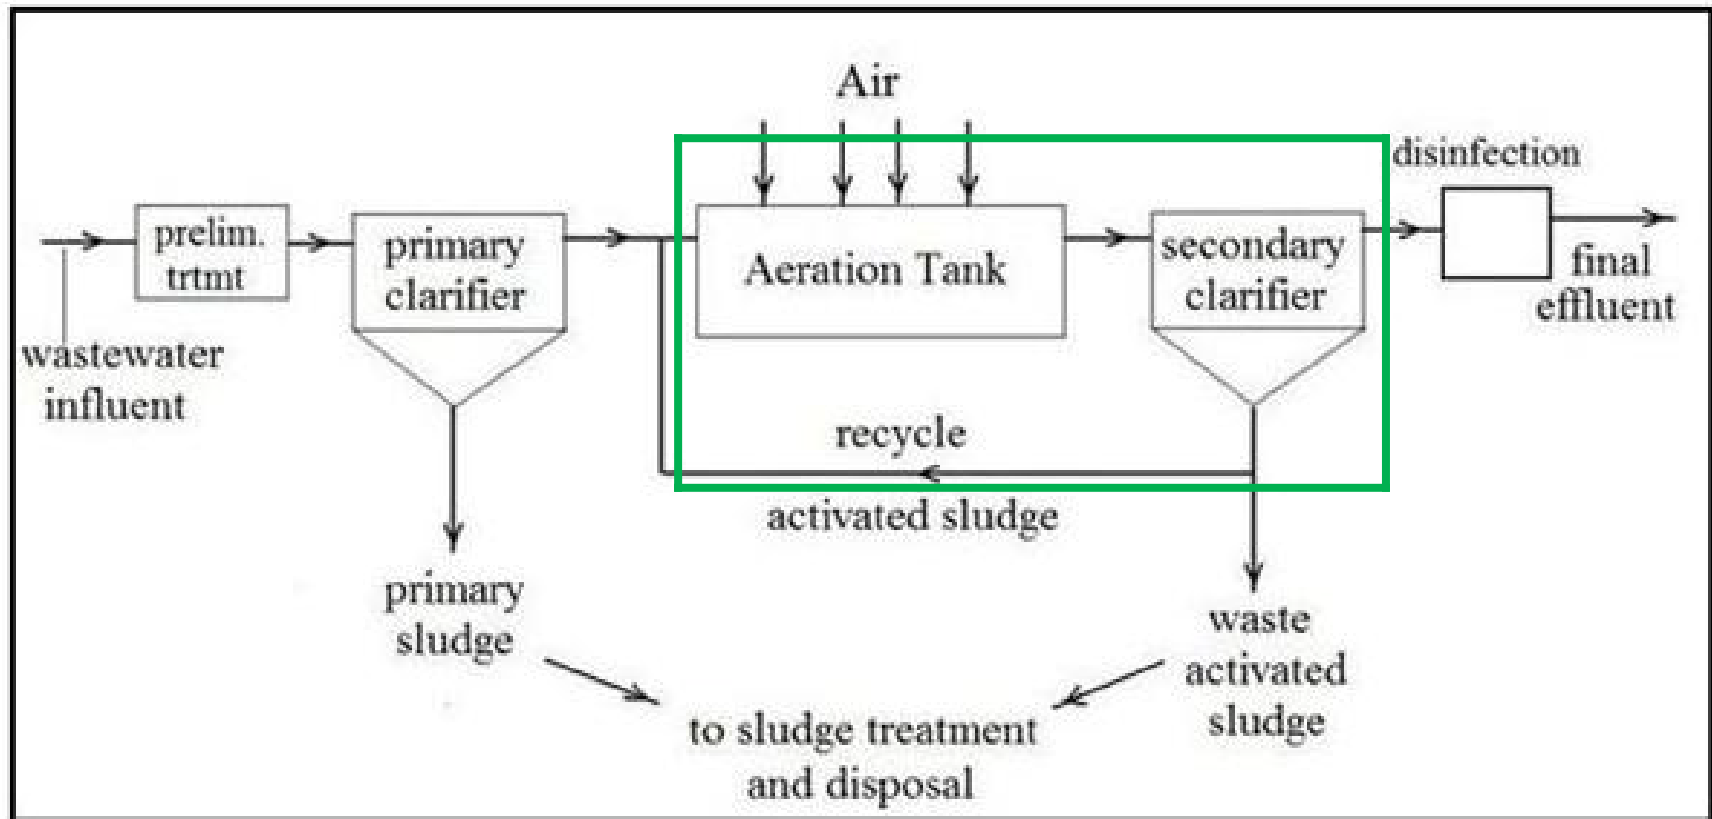 Air
disinfection
prelim.
trtmt
primary
clarifier
Aeration Tank
secondary
clarifier
final
effluent
wastewater
influent
recycle
activated sludge
primary
sludge
waste
activated
sludge
to sludge treatment
and disposal